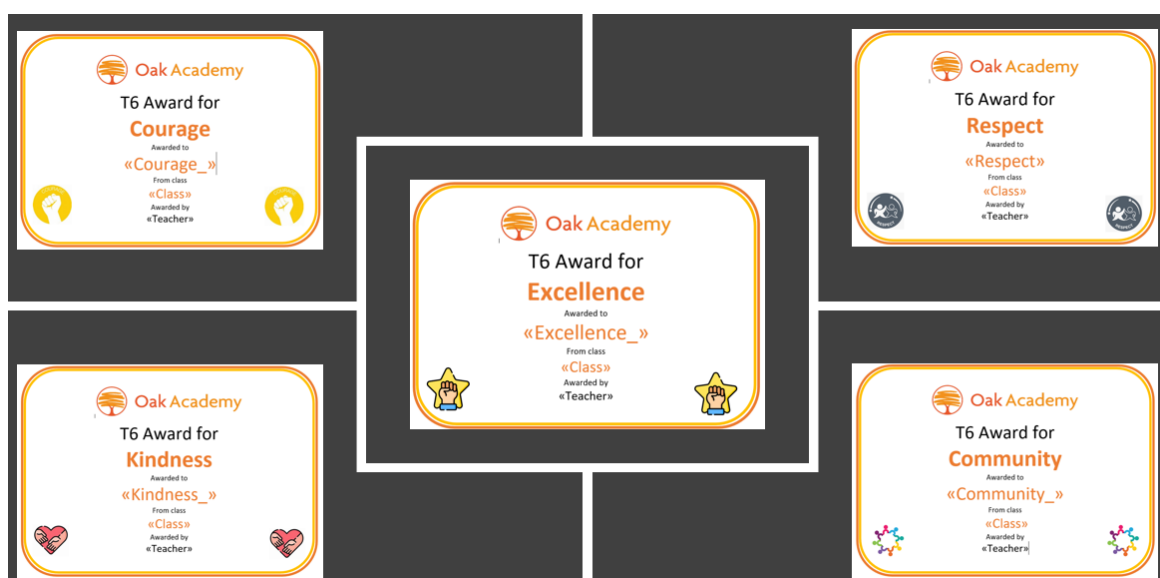 Oak Academy
T6 Award for
Courage
Awarded to
«Courage_»
From class
«Class»
Awarded by
«Teacher»
Oak Academy
T6 Award for
Respect
Awarded to
«Respect»
From class
«Class»
Awarded by
«Teacher»
RESPECT
RESPECT
Oak Academy
T6 Award for
Excellence
Awarded to
«Excellence_»
From class
«Class»
Awarded by
«Teacher»
Oak Academy
T6 Award for
Kindness
Awarded to
«Kindness_»
From class
«Class»
Awarded by
«Teacher»
Oak Academy
T6 Award for
Community
Awarded to
«Community_»
From class
«Class»
Awarded by
«Teacher»